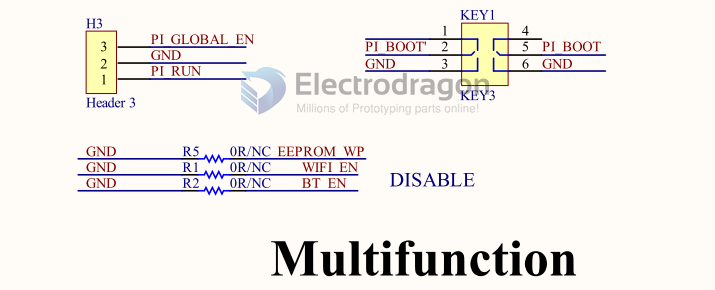 H3
3 PI_GLOBAL_EN
2 GND
1 PI_RUN
Header 3
KEY1
1 4
PI_BOOT' 2 5 PI_BOOT
GND 3 6 GND
KEY3
Electrodragon
Millions of Prototyping parts online!
GND R5 0R/NC EEPROM_WP
GND R1 0R/NC WIFI_EN
GND R2 0R/NC BT_EN
DISABLE
Multifunction